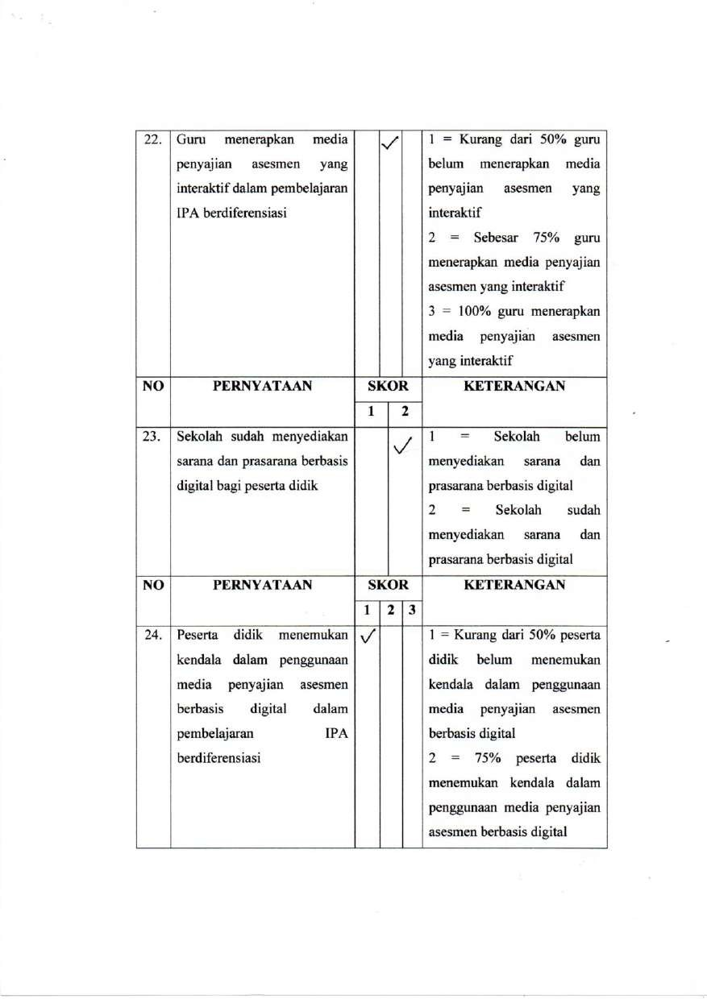 22. Guru menerapkan media ✓ 1 = Kurang dari 50% guru
penyajian asesmen yang belum menerapkan media
interaktif dalam pembelajaran penyajian asesmen yang
IPA berdiferensiasi interaktif
2 = Sebesar 75% guru
menerapkan media penyajian
asesmen yang interaktif
3 = 100% guru menerapkan
media penyajian asesmen
yang interaktif
NO PERNYATAAN SKOR KETERANGAN
1 2
23. Sekolah sudah menyediakan ✓ 1 = Sekolah belum
sarana dan prasarana berbasis menyediakan sarana dan
digital bagi peserta didik prasarana berbasis digital
2 = Sekolah sudah
menyediakan sarana dan
prasarana berbasis digital
NO PERNYATAAN SKOR KETERANGAN
1 2 3
24. Peserta didik menemukan ✓ 1 = Kurang dari 50% peserta
kendala dalam penggunaan didik belum menemukan
media penyajian asesmen kendala dalam penggunaan
berbasis digital dalam media penyajian asesmen
pembelajaran IPA berbasis digital
berdiferensiasi 2 = 75% peserta didik
menemukan kendala dalam
penggunaan media penyajian
asesmen berbasis digital